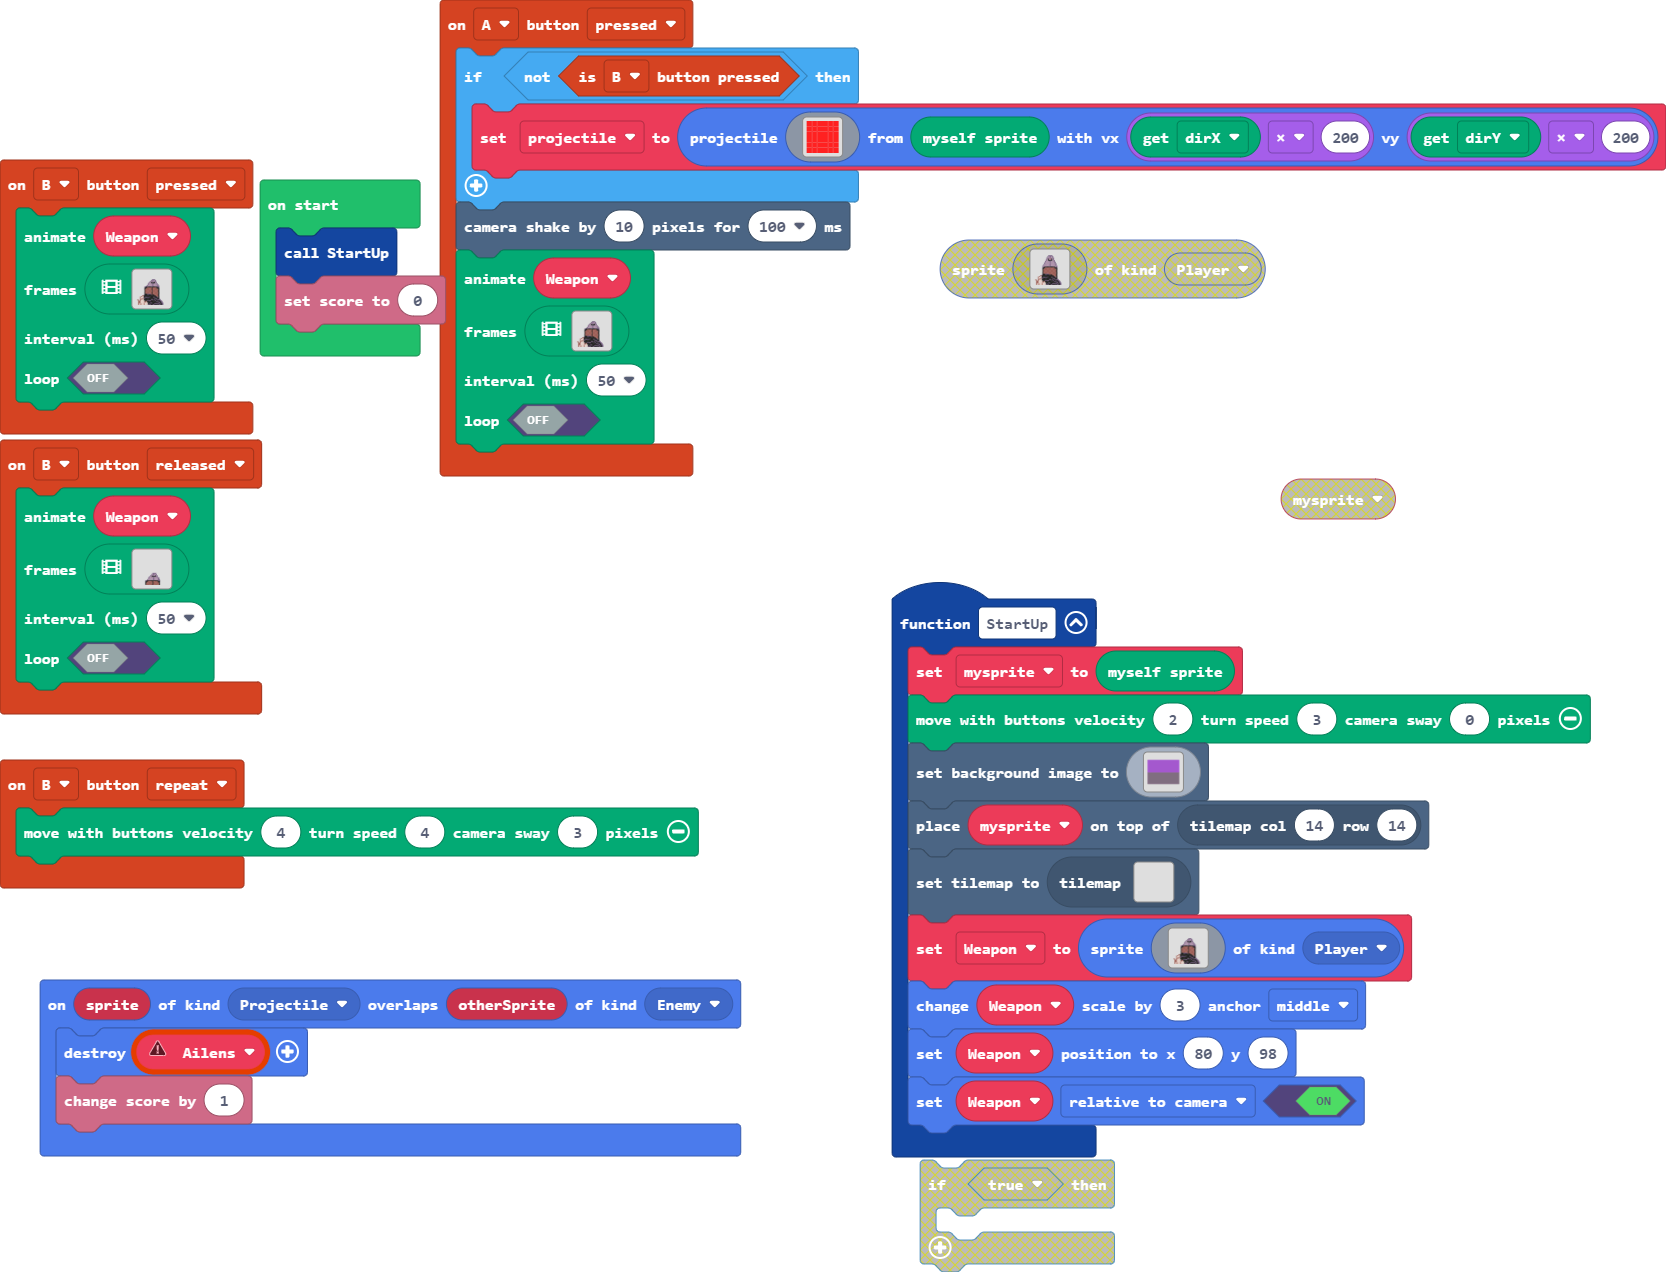 on A button pressed
if not is B button pressed then
set projectile to projectile from myself sprite with vx get dirX × 200 vy get dirY × 200
camera shake by 10 pixels for 100 ms
animate Weapon
frames
interval (ms) 50
loop OFF
on B button pressed
animate Weapon
frames
interval (ms) 50
loop OFF
on start
call StartUp
set score to 0
sprite of kind Player
on B button released
animate Weapon
frames
interval (ms) 50
loop OFF
mysprite
on B button repeat
move with buttons velocity 4 turn speed 4 camera sway 3 pixels
function StartUp
set mysprite to myself sprite
move with buttons velocity 2 turn speed 3 camera sway 0 pixels
set background image to
place mysprite on top of tilemap col 14 row 14
set tilemap to tilemap
set Weapon to sprite of kind Player
change Weapon scale by 3 anchor middle
set Weapon position to x 80 y 98
set Weapon relative to camera ON
on sprite of kind Projectile overlaps otherSprite of kind Enemy
destroy Ailens
change score by 1
if true then